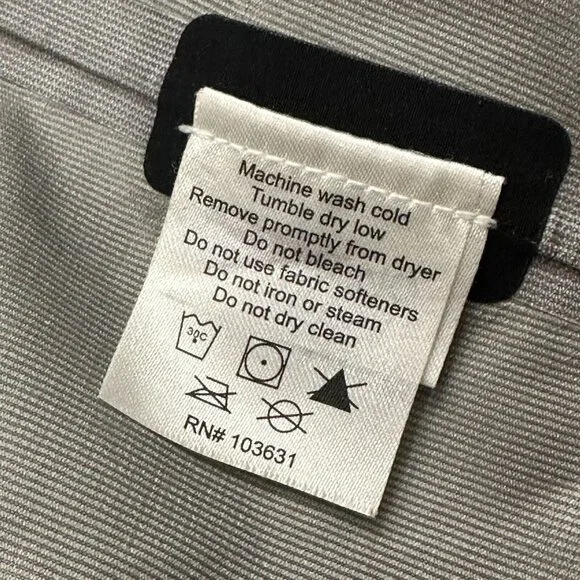 Machine wash cold
Tumble dry low
Remove promptly from dryer
Do not bleach
Do not use fabric softeners
Do not iron or steam
Do not dry clean
30C
RN# 103631